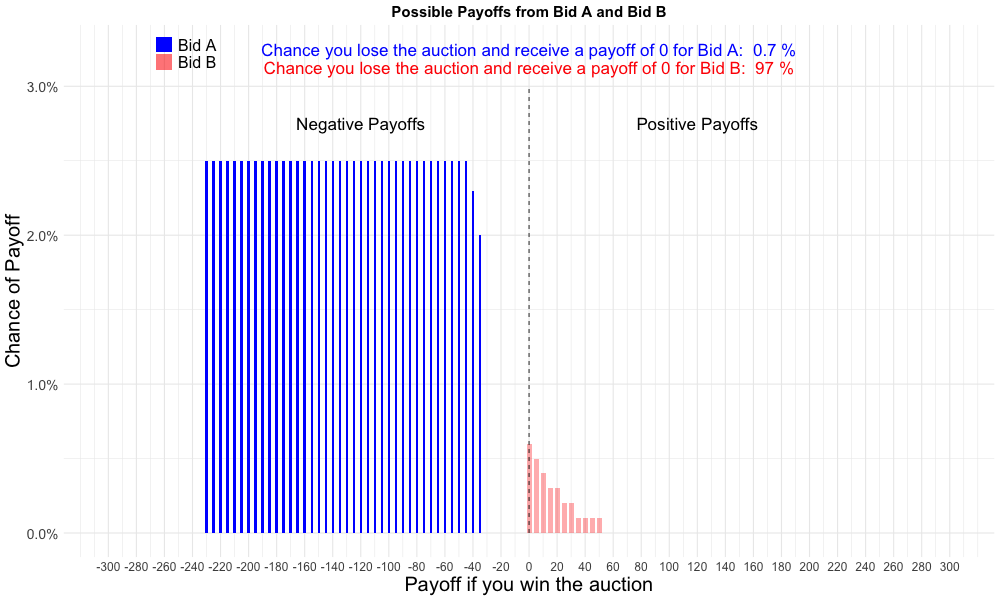 Possible Payoffs from Bid A and Bid B
Bid A
Bid B
Chance you lose the auction and receive a payoff of 0 for Bid A:  0.7 %
Chance you lose the auction and receive a payoff of 0 for Bid B:  97 %
Negative Payoffs
Positive Payoffs
Chance of Payoff
3.0%
2.0%
1.0%
0.0%
-300 -280 -260 -240 -220 -200 -180 -160 -140 -120 -100 -80 -60 -40 -20 0 20 40 60 80 100 120 140 160 180 200 220 240 260 280 300
Payoff if you win the auction